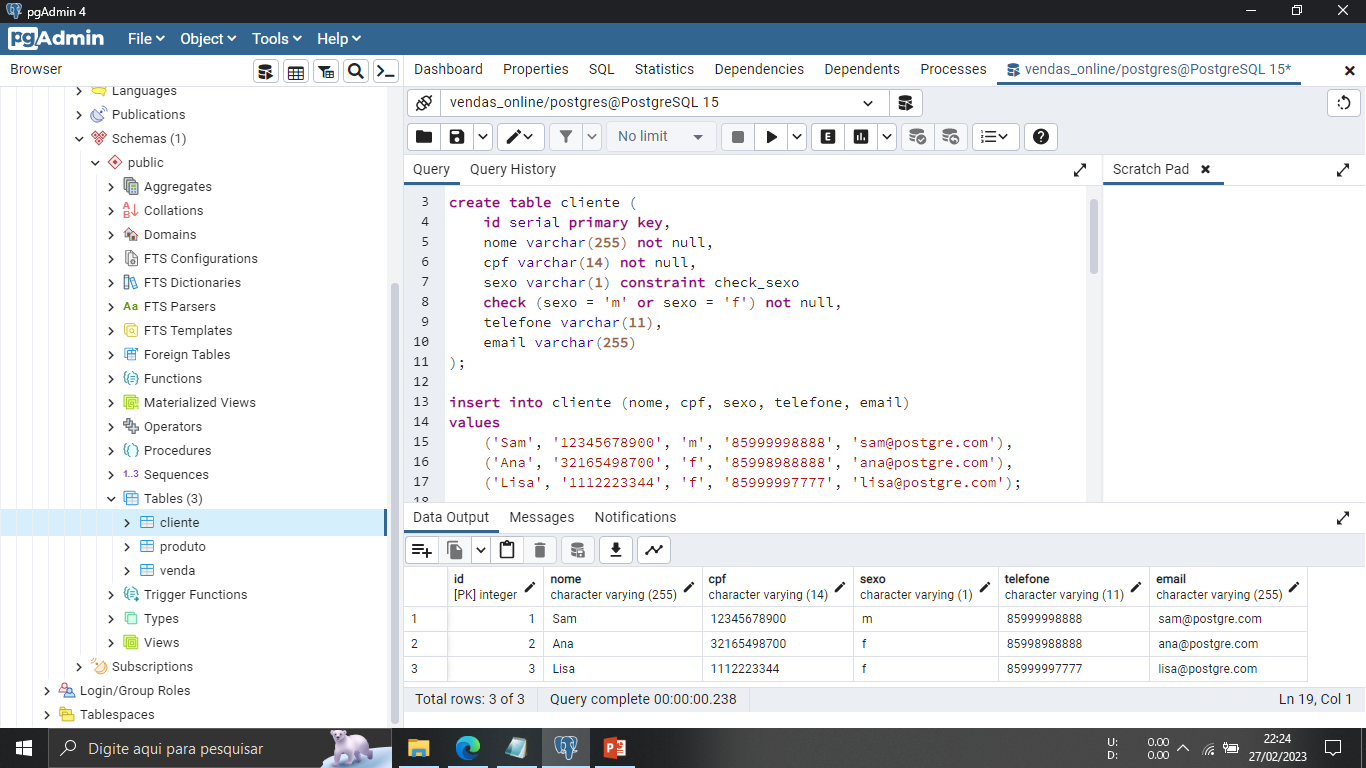 pgAdmin 4
pgAdmin
File Object Tools Help
Browser
Dashboard Properties SQL Statistics Dependencies Dependents Processes vendas_online/postgres@PostgreSQL 15*
Languages
Publications
Schemas (1)
public
Aggregates
Collations
Domains
FTS Configurations
FTS Dictionaries
Aa FTS Parsers
FTS Templates
Foreign Tables
Functions
Materialized Views
Operators
Procedures
1..3 Sequences
Tables (3)
cliente
produto
venda
Trigger Functions
Types
Views
Subscriptions
Login/Group Roles
Tablespaces
vendas_online/postgres@PostgreSQL 15
No limit
E
Query Query History
Scratch Pad
3 create table cliente (
4 id serial primary key,
5 nome varchar(255) not null,
6 cpf varchar(14) not null,
7 sexo varchar(1) constraint check_sexo
8 check (sexo = 'm' or sexo = 'f') not null,
9 telefone varchar(11),
10 email varchar(255)
11 );
12
13 insert into cliente (nome, cpf, sexo, telefone, email)
14 values
15 ('Sam', '12345678900', 'm', '85999998888', 'sam@postgre.com'),
16 ('Ana', '32165498700', 'f', '85998988888', 'ana@postgre.com'),
17 ('Lisa', '1112223344', 'f', '85999997777', 'lisa@postgre.com');
18
Data Output Messages Notifications
id nome cpf sexo telefone email
[PK] integer character varying (255) character varying (14) character varying (1) character varying (11) character varying (255)
1 1 Sam 12345678900 m 85999998888 sam@postgre.com
2 2 Ana 32165498700 f 85998988888 ana@postgre.com
3 3 Lisa 1112223344 f 85999997777 lisa@postgre.com
Total rows: 3 of 3 Query complete 00:00:00.238 Ln 19, Col 1
Digite aqui para pesquisar
U: 0.00
D: 0.00
22:24
27/02/2023